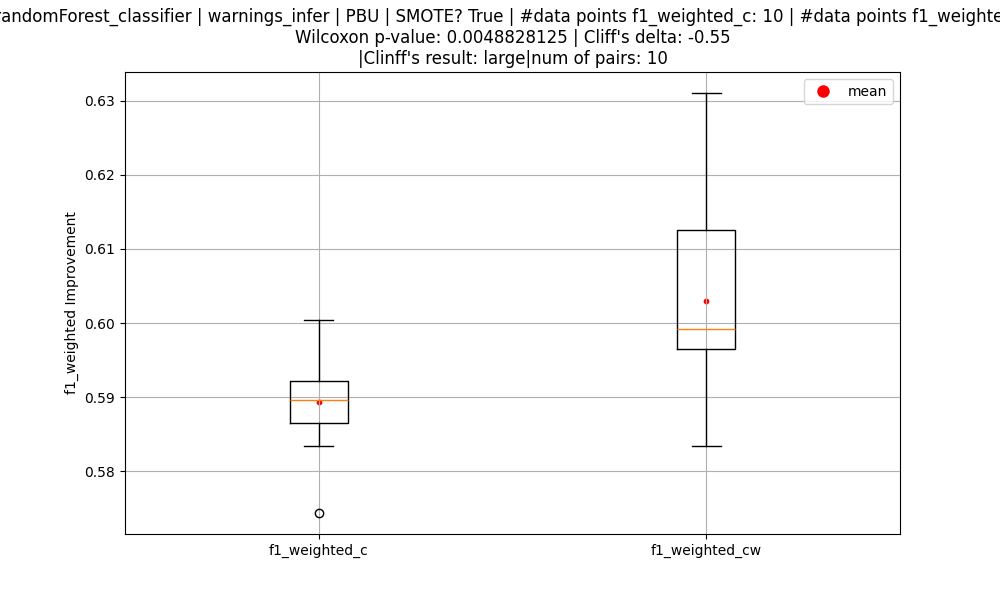 randomForest_classifier | warnings_infer | PBU | SMOTE? True | #data points f1_weighted_c: 10 | #data points
Wilcoxon p-value: 0.0048828125 | Cliff's delta: -0.55
|Clinff's result: large|num of pairs: 10
mean
0.63
0.62
0.61
0.60
0.59
0.58
f1_weighted Improvement
f1_weighted_c
f1_weighted_cw